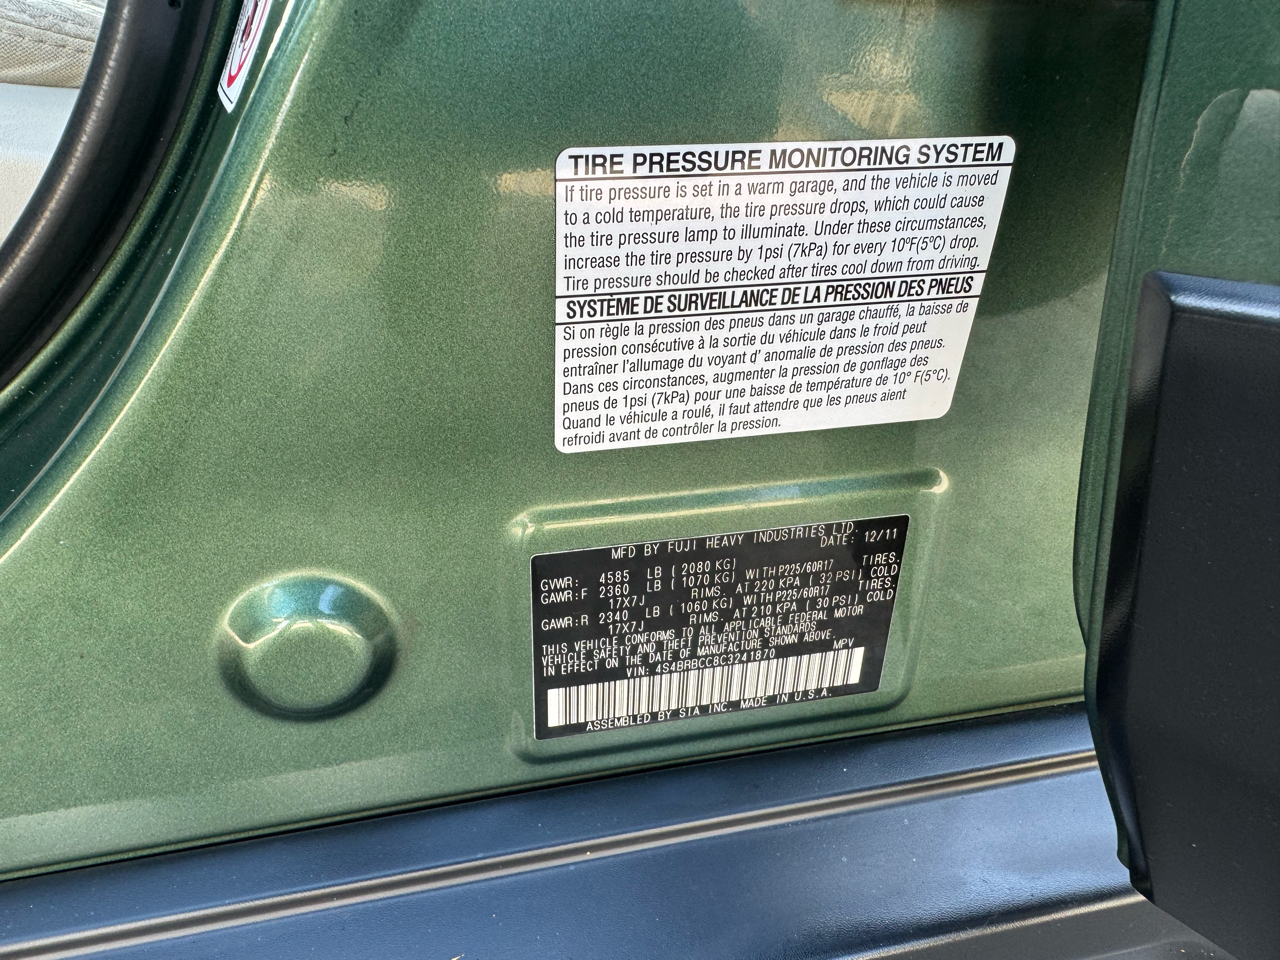 TIRE PRESSURE MONITORING SYSTEM
If tire pressure is set in a warm garage, and the vehicle is moved
to a cold temperature, the tire pressure drops, which could cause
the tire pressure lamp to illuminate. Under these circumstances,
increase the tire pressure by 1psi (7kPa) for every 10ºF(5ºC) drop.
Tire pressure should be checked after tires cool down from driving.
SYSTÈME DE SURVEILLANCE DE LA PRESSION DES PNEUS
Si on règle la pression des pneus dans un garage chauffé, la baisse de
pression consécutive à la sortie du véhicule dans le froid peut
entraîner l'allumage du voyant d' anomalie de pression des pneus.
Dans ces circonstances, augmenter la pression de gonflage des
pneus de 1psi (7kPa) pour une baisse de température de 10° F(5°C).
Quand le véhicule a roulé, il faut attendre que les pneus aient
refroidi avant de contrôler la pression.
MFD BY FUJI HEAVY INDUSTRIES LTD.
DATE: 12/11
GVWR: 4585 LB ( 2080 KG)
GAWR:F 2360 LB ( 1070 KG) WITH P225/60R17 TIRES.
17X7J RIMS. AT 220 KPA ( 32 PSI) COLD
GAWR:R 2340 LB ( 1060 KG) WITH P225/60R17 TIRES.
17X7J RIMS. AT 210 KPA ( 30 PSI) COLD
THIS VEHICLE CONFORMS TO ALL APPLICABLE FEDERAL MOTOR
VEHICLE SAFETY AND THEFT PREVENTION STANDARDS
IN EFFECT ON THE DATE OF MANUFACTURE SHOWN ABOVE.
VIN: 4S4BRBCC8C3241870 MPV
ASSEMBLED BY SIA INC. MADE IN U.S.A.